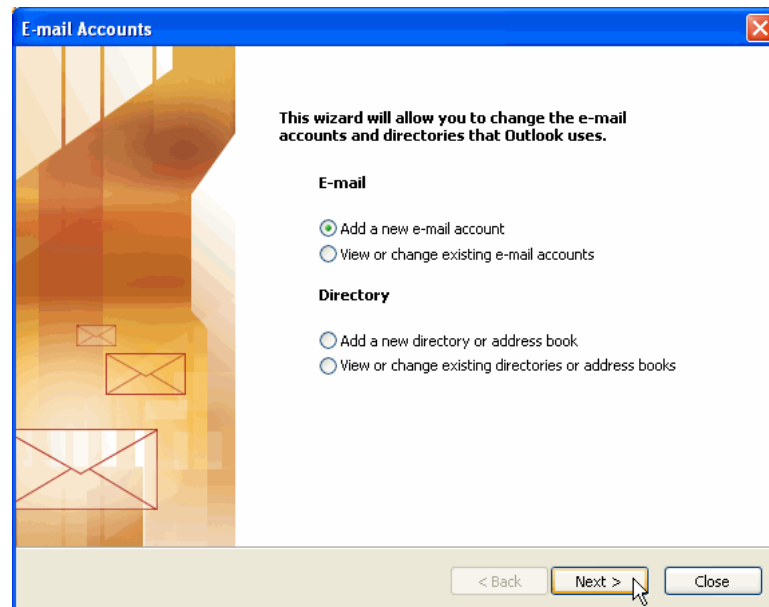 E-mail Accounts
This wizard will allow you to change the e-mail
accounts and directories that Outlook uses.
E-mail
Add a new e-mail account
View or change existing e-mail accounts
Directory
Add a new directory or address book
View or change existing directories or address books
< Back Next > Close